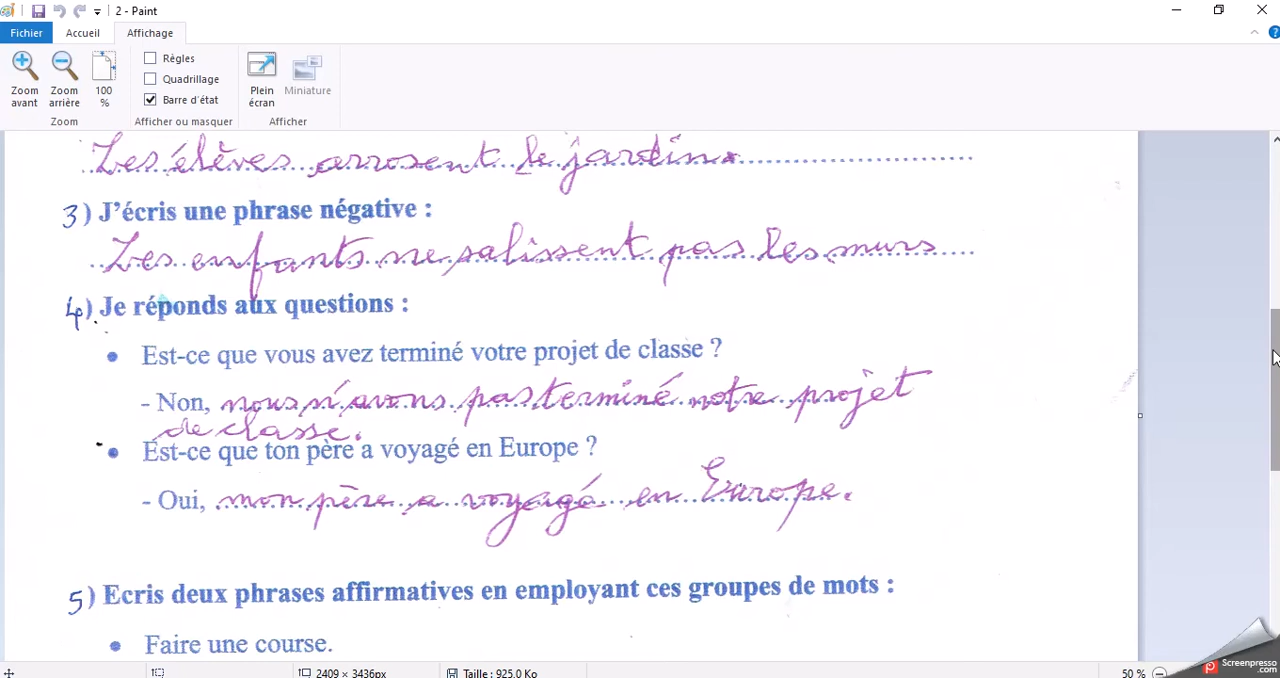 2 - Paint
Fichier Accueil Affichage
Zoom avant
Zoom arrière
100 %
Règles
Quadrillage
Barre d'état
Plein écran
Miniature
Zoom
Afficher ou masquer
Afficher
Les élèves arrosent le jardin.
3) J'écris une phrase négative :
Les enfants ne salissent pas les murs
4) Je réponds aux questions :
Est-ce que vous avez terminé votre projet de classe ?
- Non, nous n'avons pas terminé notre projet
de classe.
Est-ce que ton père a voyagé en Europe ?
- Oui, mon père a voyagé en Europe.
5) Ecris deux phrases affirmatives en employant ces groupes de mots :
Faire une course.
2409 × 3436px
Taille : 925.0 Ko
50 %
Screenpresso
.com